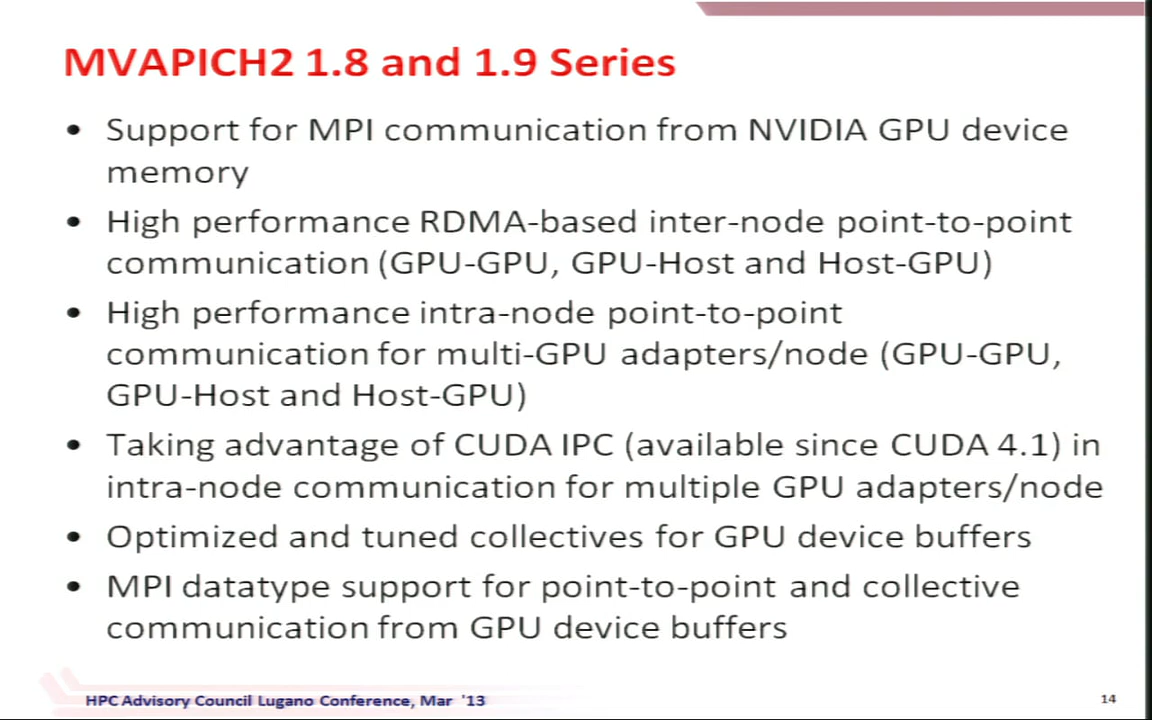 MVAPICH2 1.8 and 1.9 Series
• Support for MPI communication from NVIDIA GPU device
memory
• High performance RDMA-based inter-node point-to-point
communication (GPU-GPU, GPU-Host and Host-GPU)
• High performance intra-node point-to-point
communication for multi-GPU adapters/node (GPU-GPU,
GPU-Host and Host-GPU)
• Taking advantage of CUDA IPC (available since CUDA 4.1) in
intra-node communication for multiple GPU adapters/node
• Optimized and tuned collectives for GPU device buffers
• MPI datatype support for point-to-point and collective
communication from GPU device buffers
HPC Advisory Council Lugano Conference, Mar '13
14